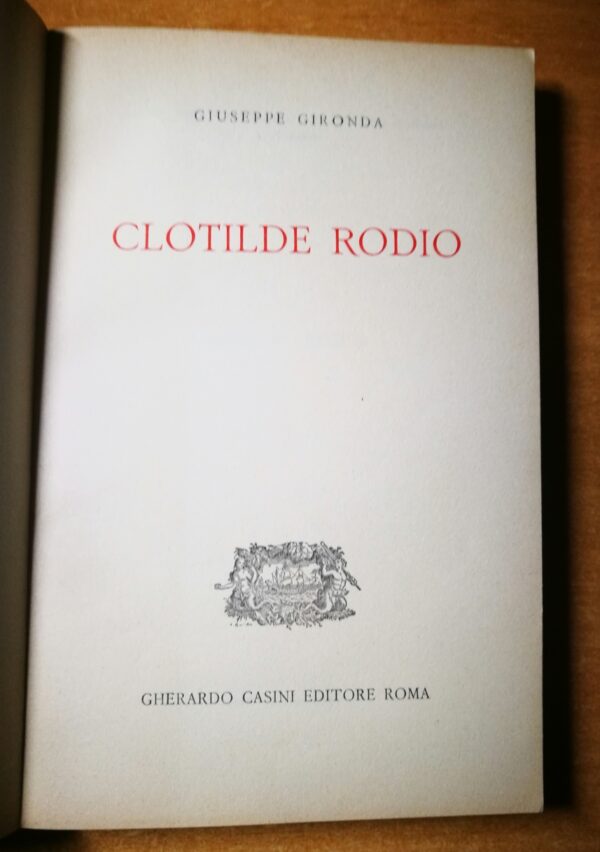 GIUSEPPE GIRONDA
CLOTILDE RODIO
GHERARDO CASINI EDITORE ROMA